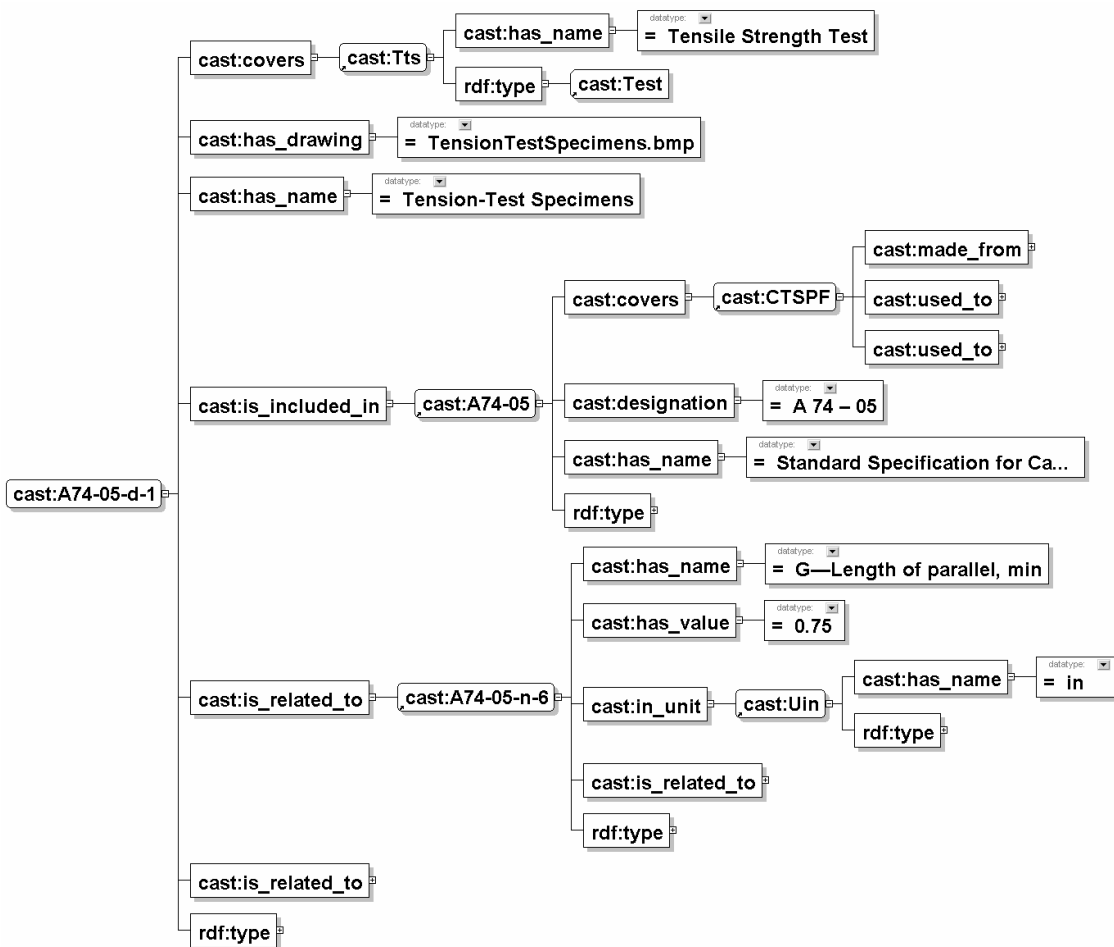 datatype:
cast:has_name
= Tensile Strength Test
cast:covers
cast:Tts
rdf:type
cast:Test
datatype:
cast:has_drawing
= TensionTestSpecimens.bmp
datatype:
cast:has_name
= Tension-Test Specimens
cast:made_from
cast:covers
cast:CTSPF
cast:used_to
cast:used_to
datatype:
cast:is_included_in
cast:A74-05
cast:designation
= A 74 – 05
datatype:
cast:has_name
= Standard Specification for Ca...
cast:A74-05-d-1
rdf:type
datatype:
cast:has_name
= G—Length of parallel, min
datatype:
cast:has_value
= 0.75
datatype:
cast:has_name
= in
cast:is_related_to
cast:A74-05-n-6
cast:in_unit
cast:Uin
rdf:type
cast:is_related_to
rdf:type
cast:is_related_to
rdf:type